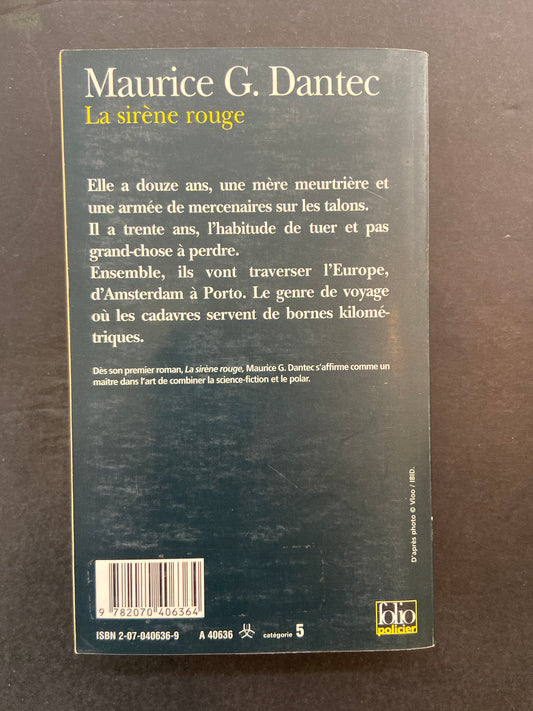 Maurice G. Dantec
La sirène rouge
Elle a douze ans, une mère meurtrière et
une armée de mercenaires sur les talons.
Il a trente ans, l'habitude de tuer et pas
grand-chose à perdre.
Ensemble, ils vont traverser l'Europe,
d'Amsterdam à Porto. Le genre de voyage
où les cadavres servent de bornes kilomé-
triques.
Dès son premier roman, La sirène rouge, Maurice G. Dantec s'affirme comme un
maître dans l'art de combiner la science-fiction et le polar.
D'après photo © Vloo / IBID.
9 782070 406364
ISBN 2-07-040636-9 A 40636 catégorie 5
folio
policier